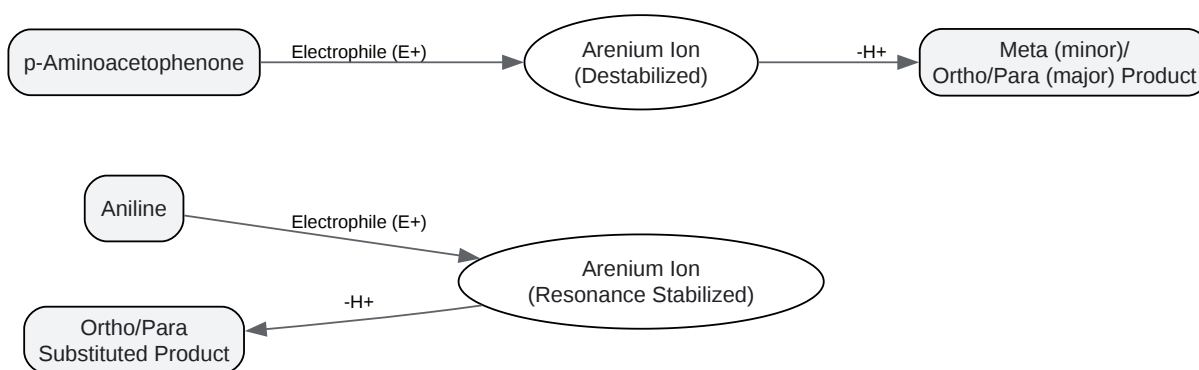 p-Aminoacetophenone
Electrophile (E+)
Arenium Ion
(Destabilized)
-H+
Meta (minor)/
Ortho/Para (major) Product
Aniline
Electrophile (E+)
Arenium Ion
(Resonance Stabilized)
-H+
Ortho/Para
Substituted Product